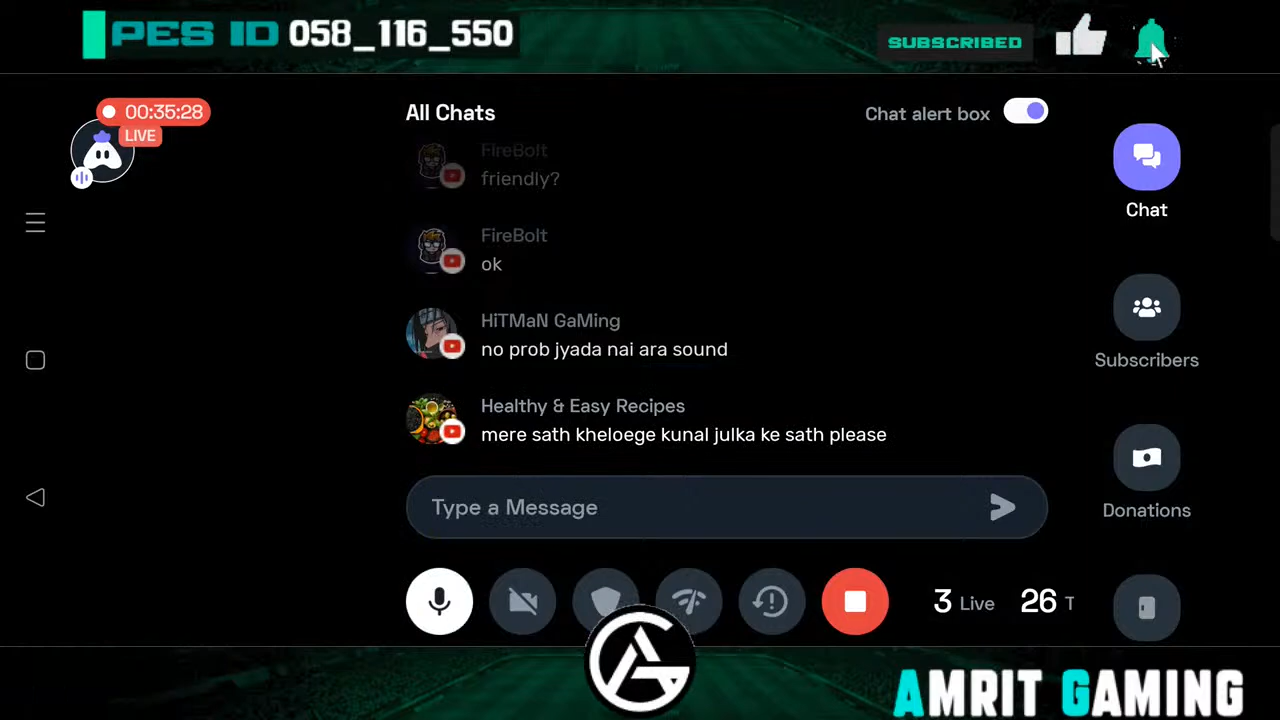 PES ID 058_116_550
SUBSCRIBED
00:35:28
LIVE
All Chats
Chat alert box
FireBolt
friendly?
FireBolt
ok
HiTMaN GaMing
no prob jyada nai ara sound
Healthy & Easy Recipes
mere sath kheloege kunal julka ke sath please
Type a Message
Chat
Subscribers
Donations
3 Live 26 T
AMRIT GAMING